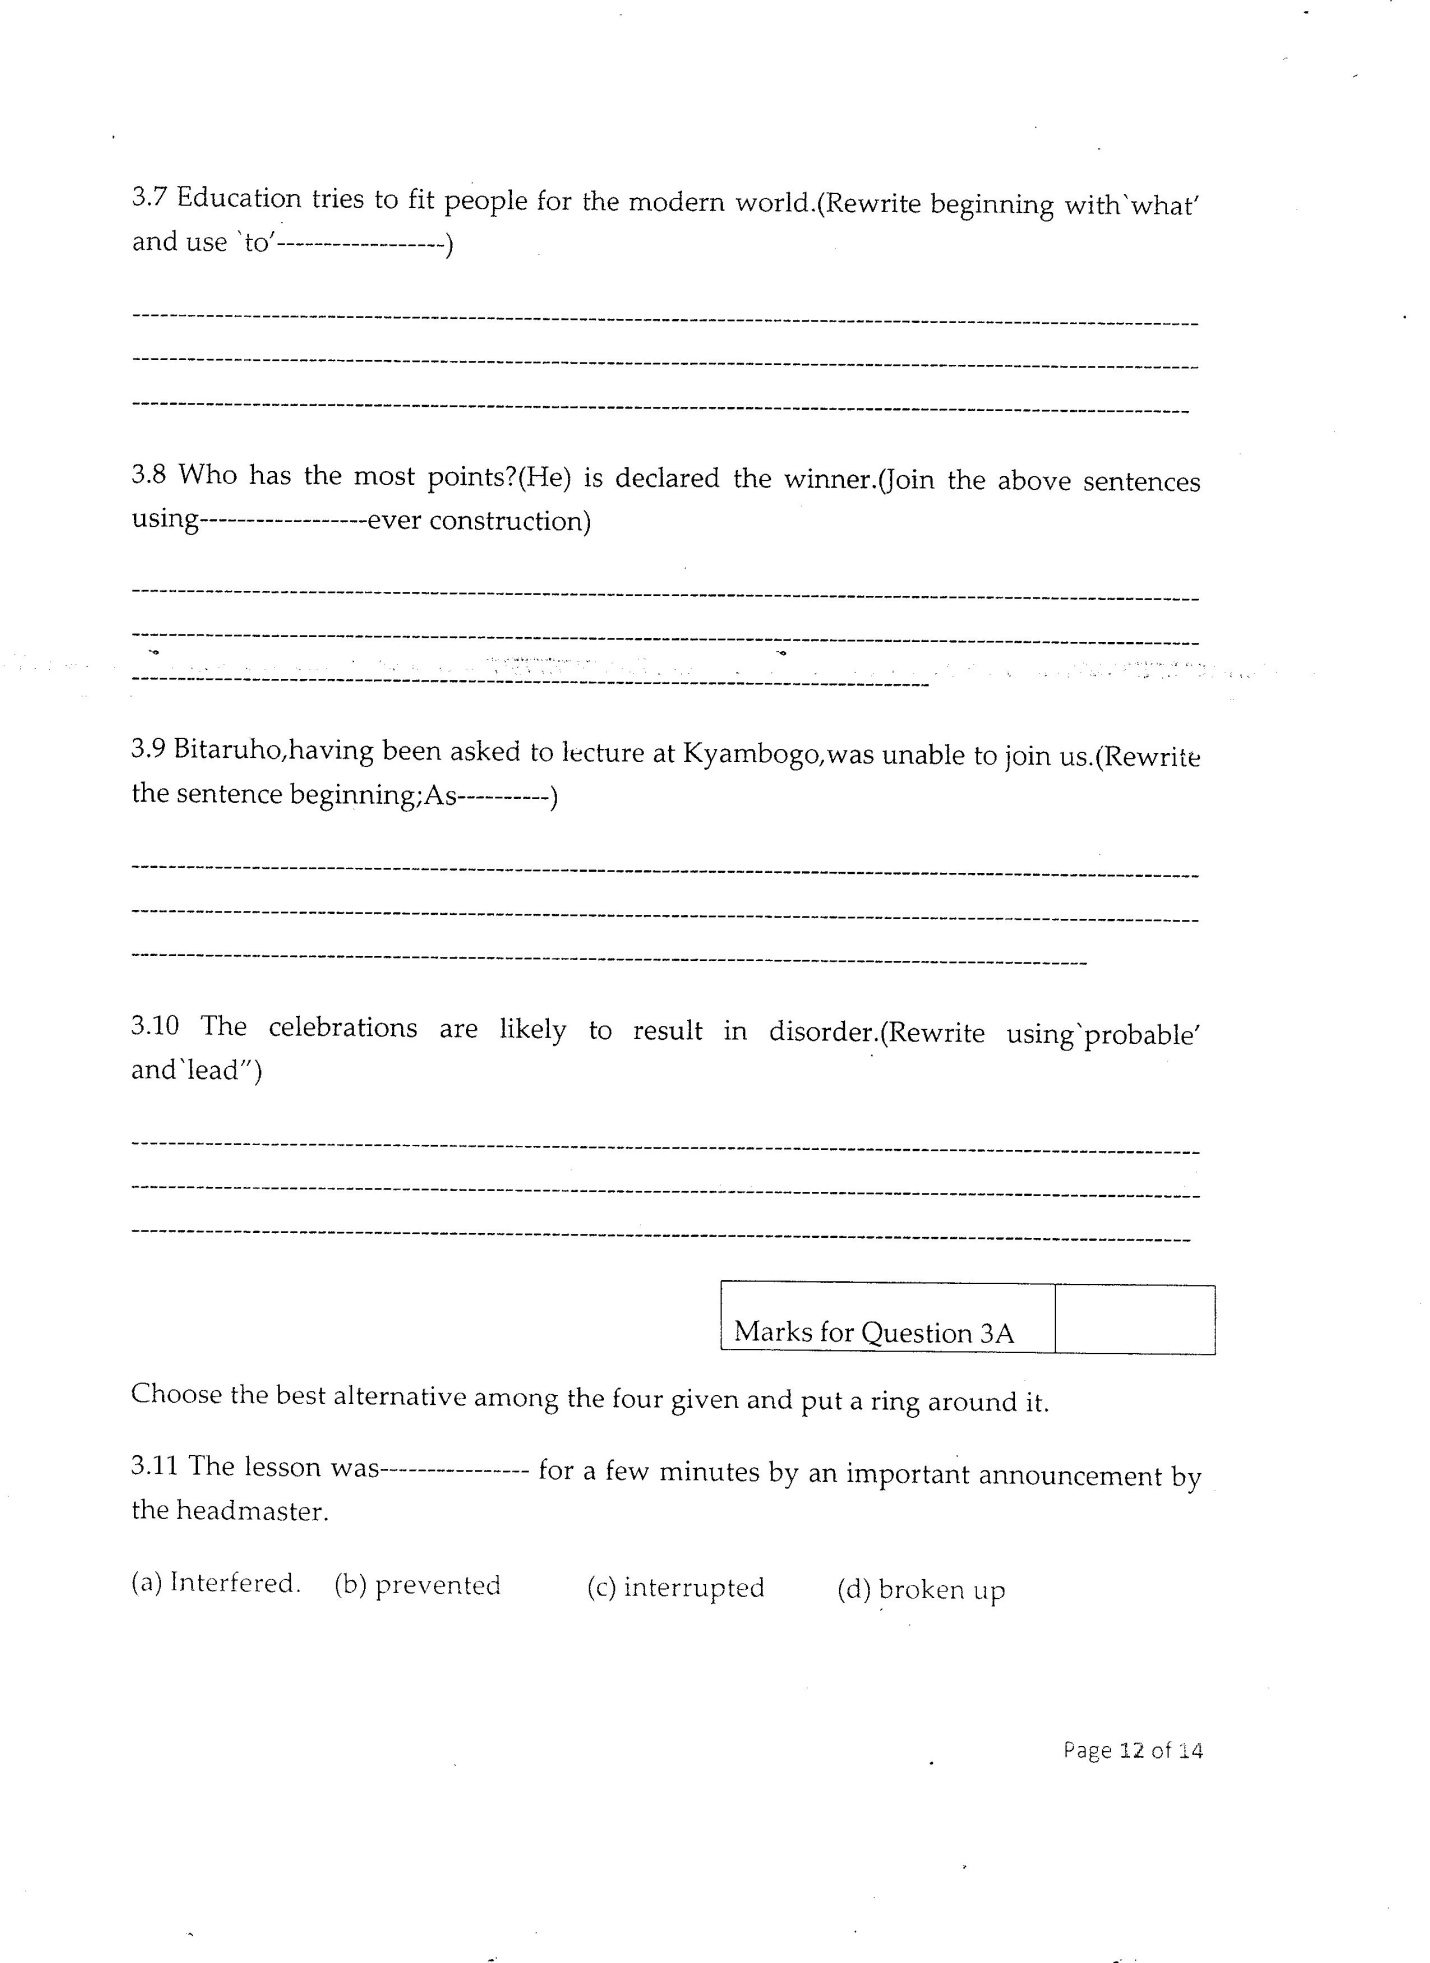 3.7 Education tries to fit people for the modern world.(Rewrite beginning with`what'
and use `to'------------------)
3.8 Who has the most points?(He) is declared the winner.(Join the above sentences
using------------------ever construction)
3.9 Bitaruho,having been asked to lecture at Kyambogo,was unable to join us.(Rewrite
the sentence beginning;As----------)
3.10 The celebrations are likely to result in disorder.(Rewrite using`probable'
and`lead")
Marks for Question 3A
Choose the best alternative among the four given and put a ring around it.
3.11 The lesson was---------------- for a few minutes by an important announcement by
the headmaster.
(a) Interfered. (b) prevented (c) interrupted (d) broken up
Page 12 of 14